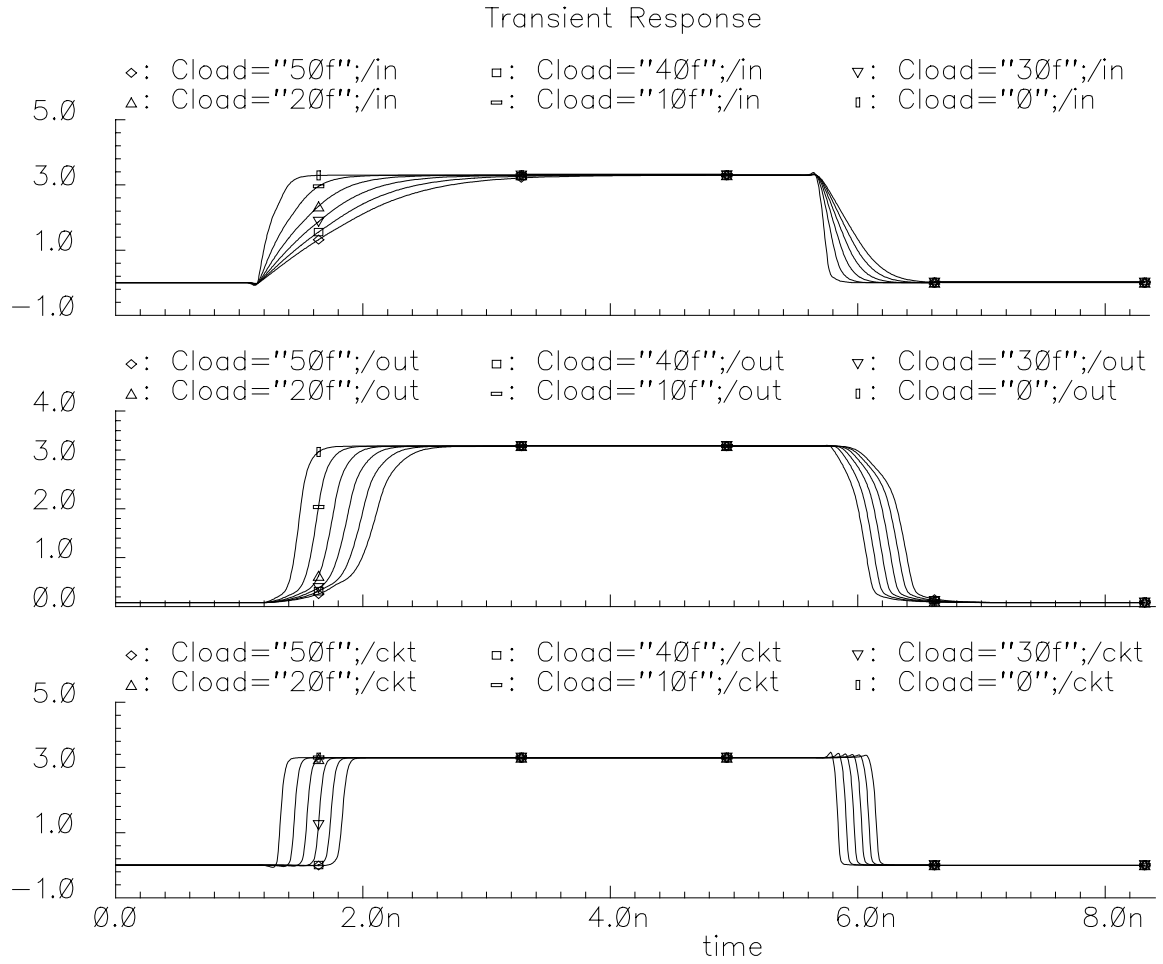 Transient Response
◇: Cload="50f";/in □: Cload="40f";/in ▽: Cload="30f";/in
△: Cload="20f";/in ▭: Cload="10f";/in ▯: Cload="0";/in
5.0
3.0
1.0
-1.0
◇: Cload="50f";/out □: Cload="40f";/out ▽: Cload="30f";/out
△: Cload="20f";/out ▭: Cload="10f";/out ▯: Cload="0";/out
4.0
3.0
2.0
1.0
0.0
◇: Cload="50f";/ckt □: Cload="40f";/ckt ▽: Cload="30f";/ckt
△: Cload="20f";/ckt ▭: Cload="10f";/ckt ▯: Cload="0";/ckt
5.0
3.0
1.0
-1.0
0.0 2.0n 4.0n 6.0n 8.0n
time